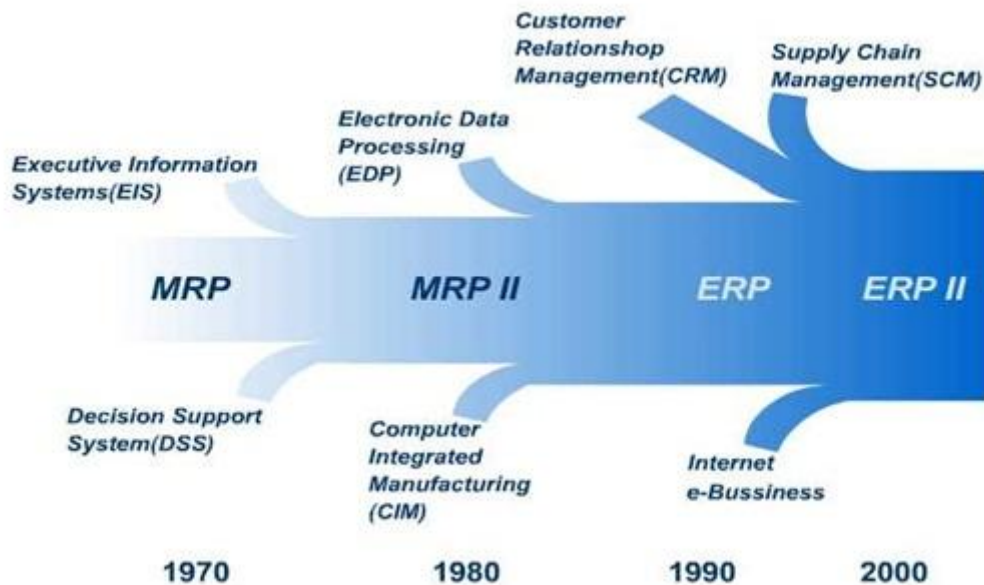 Customer
Relationshop
Management(CRM)
Supply Chain
Management(SCM)
Electronic Data
Processing
(EDP)
Executive Information
Systems(EIS)
MRP
MRP II
ERP
ERP II
Decision Support
System(DSS)
Computer
Integrated
Manufacturing
(CIM)
Internet
e-Bussiness
1970
1980
1990
2000